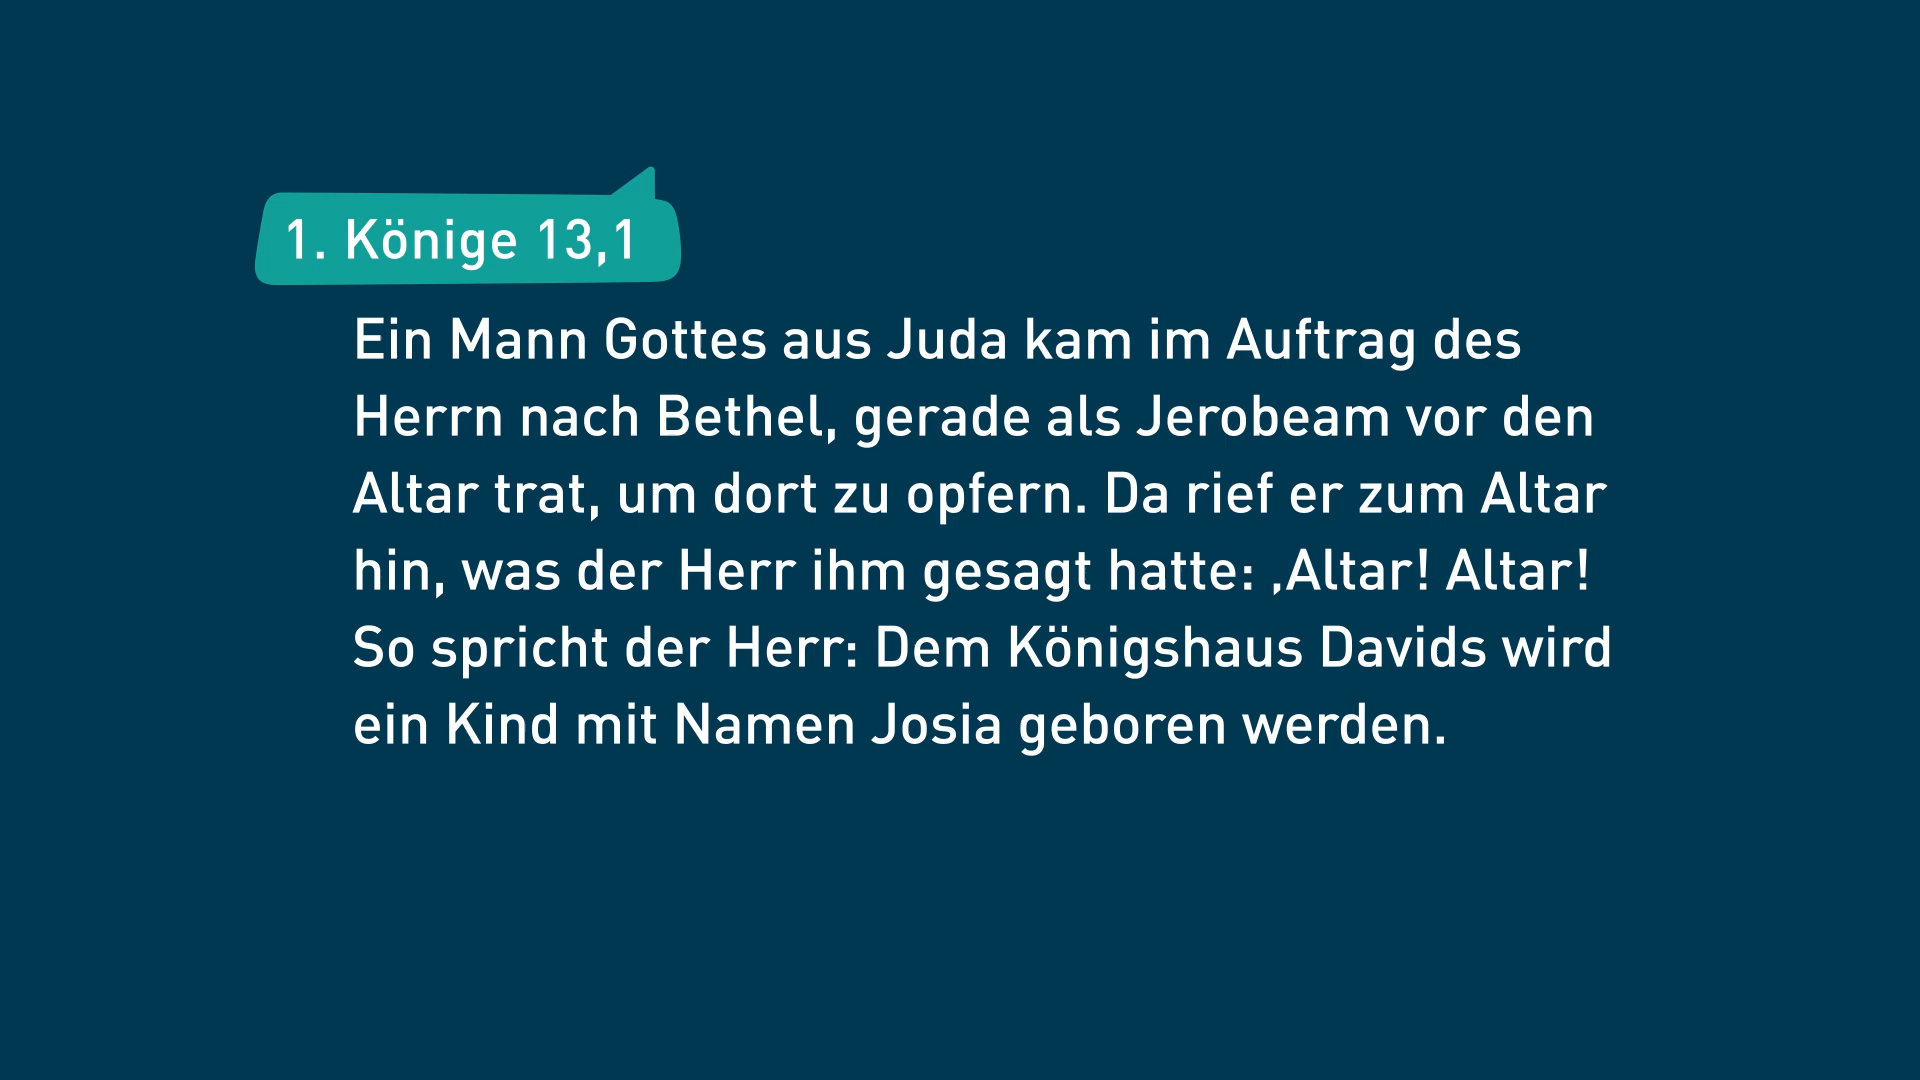 1. Könige 13,1
Ein Mann Gottes aus Juda kam im Auftrag des
Herrn nach Bethel, gerade als Jerobeam vor den
Altar trat, um dort zu opfern. Da rief er zum Altar
hin, was der Herr ihm gesagt hatte: ‚Altar! Altar!
So spricht der Herr: Dem Königshaus Davids wird
ein Kind mit Namen Josia geboren werden.